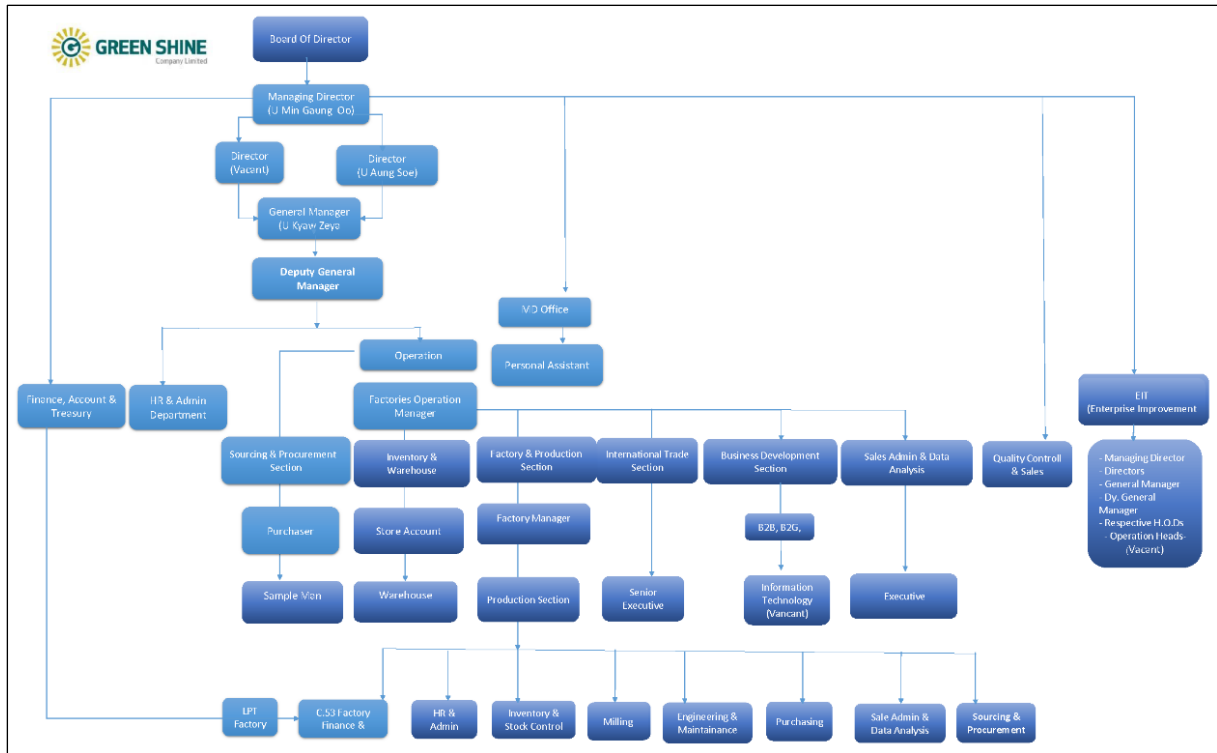 GREEN SHINE
Company Limited
Board Of Director
Managing Director
(U Min Gaung Oo)
Director
(Vacant)
Director
(U Aung Soe)
General Manager
(U Kyaw Zeya
Deputy General
Manager
MD Office
Operation
Personal Assistant
Finance, Account &
Treasury
HR & Admin
Department
Factories Operation
Manager
EIT
(Enterprise Improvement
Sourcing & Procurement
Section
Inventory &
Warehouse
Factory & Production
Section
International Trade
Section
Business Development
Section
Sales Admin & Data
Analysis
Quality Controll
& Sales
- Managing Director
- Directors
- General Manager
- Dy. General
Manager
- Respective H.O.Ds
- Operation Heads-
(Vacant)
Purchaser
Store Account
Factory Manager
B2B, B2G,
Sample Man
Warehouse
Production Section
Senior
Executive
Information
Technology
(Vancant)
Executive
LPT
Factory
C.53 Factory
Finance &
HR &
Admin
Inventory &
Stock Control
Milling
Engineering &
Maintainance
Purchasing
Sale Admin &
Data Analysis
Sourcing &
Procurement